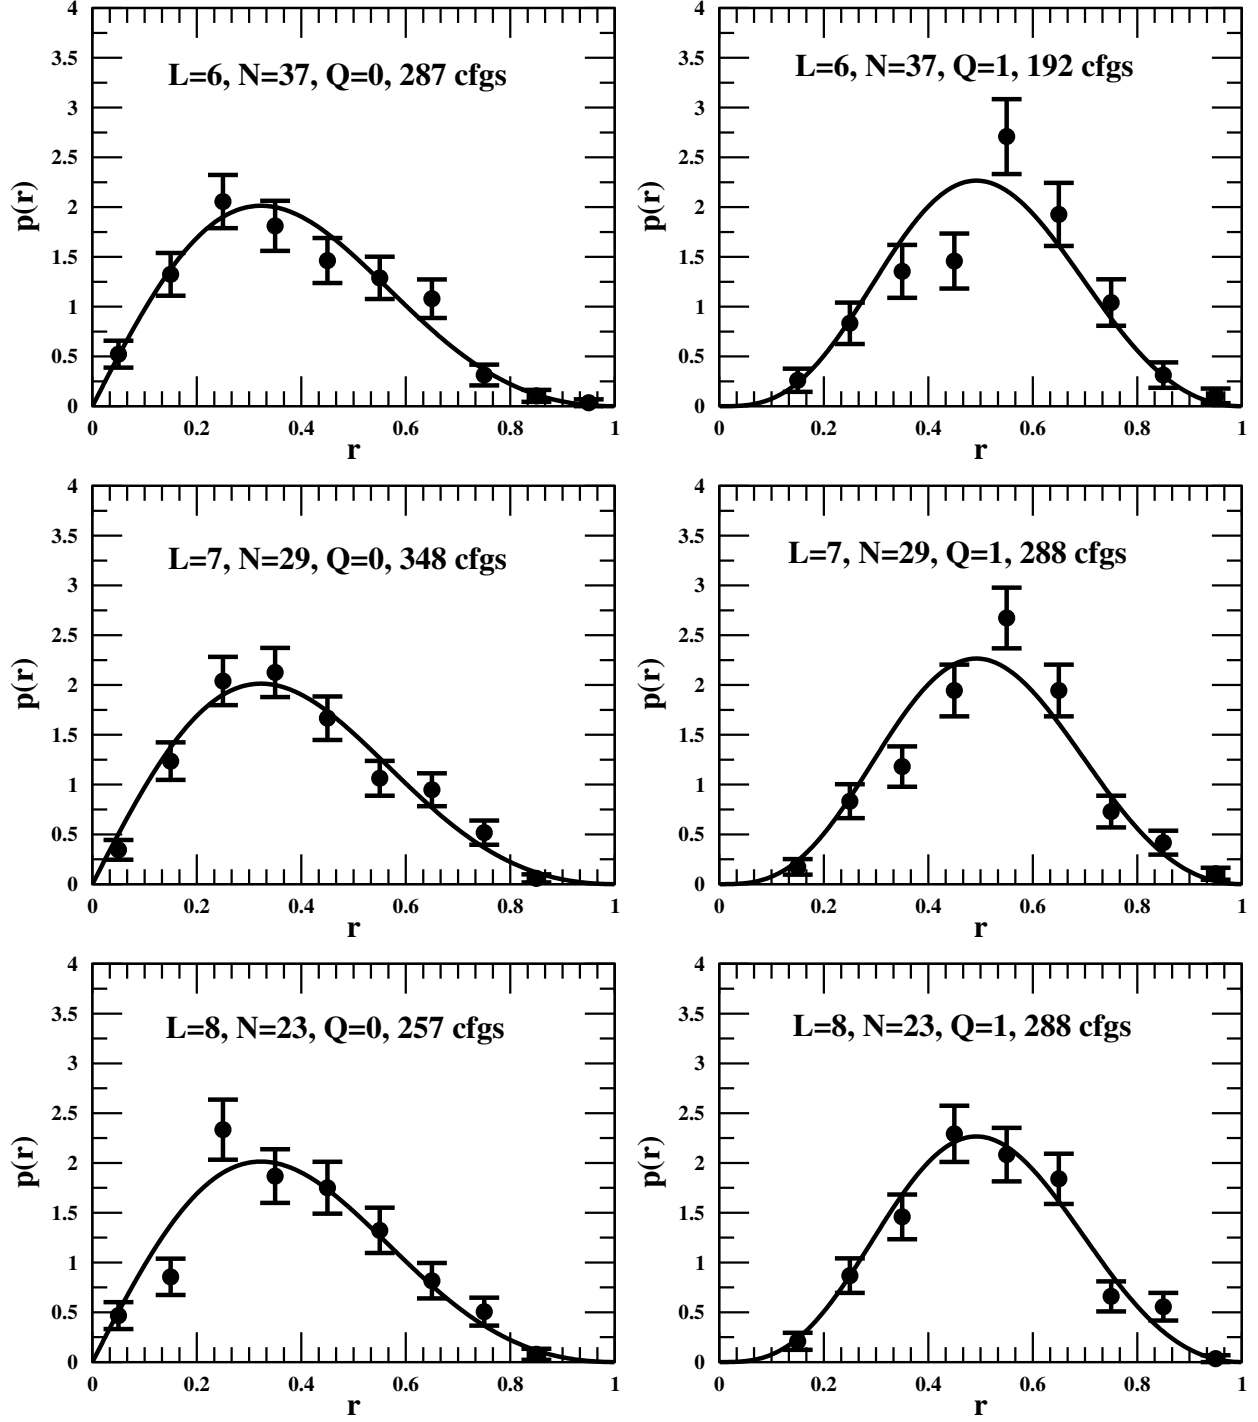 4
3.5
3
2.5
2
1.5
1
0.5
0
p(r)
L=6, N=37, Q=0, 287 cfgs
0 0.2 0.4 0.6 0.8 1
r
4
3.5
3
2.5
2
1.5
1
0.5
0
p(r)
L=6, N=37, Q=1, 192 cfgs
0 0.2 0.4 0.6 0.8 1
r
4
3.5
3
2.5
2
1.5
1
0.5
0
p(r)
L=7, N=29, Q=0, 348 cfgs
0 0.2 0.4 0.6 0.8 1
r
4
3.5
3
2.5
2
1.5
1
0.5
0
p(r)
L=7, N=29, Q=1, 288 cfgs
0 0.2 0.4 0.6 0.8 1
r
4
3.5
3
2.5
2
1.5
1
0.5
0
p(r)
L=8, N=23, Q=0, 257 cfgs
0 0.2 0.4 0.6 0.8 1
r
4
3.5
3
2.5
2
1.5
1
0.5
0
p(r)
L=8, N=23, Q=1, 288 cfgs
0 0.2 0.4 0.6 0.8 1
r